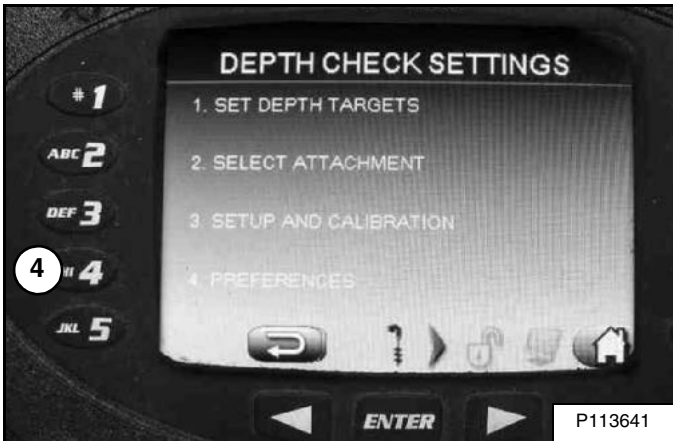 DEPTH CHECK SETTINGS
# 1
1. SET DEPTH TARGETS
ABC 2
2. SELECT ATTACHMENT
DEF 3
3. SETUP AND CALIBRATION
4
4
4. PREFERENCES
JKL 5
ENTER
P113641